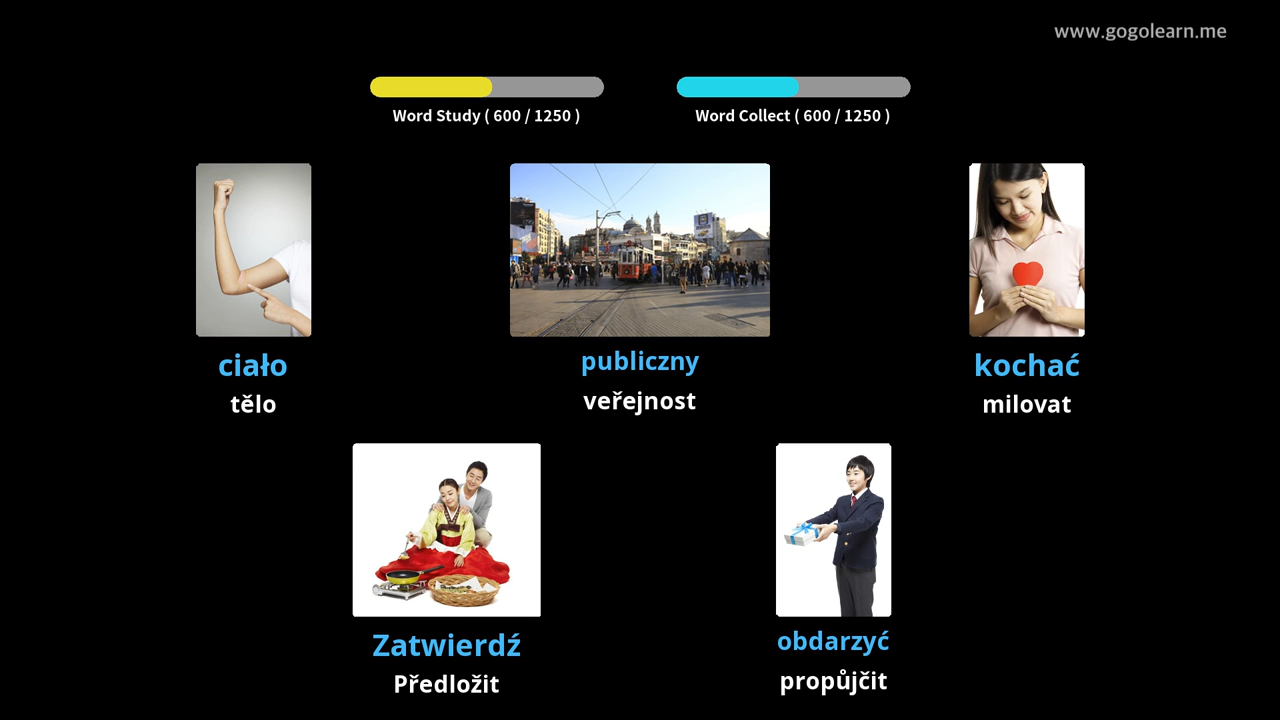 www.gogolearn.me
Word Study ( 600 / 1250 )
Word Collect ( 600 / 1250 )
ciało
tělo
publiczny
veřejnost
kochać
milovat
Zatwierdź
Předložit
obdarzyć
propůjčit